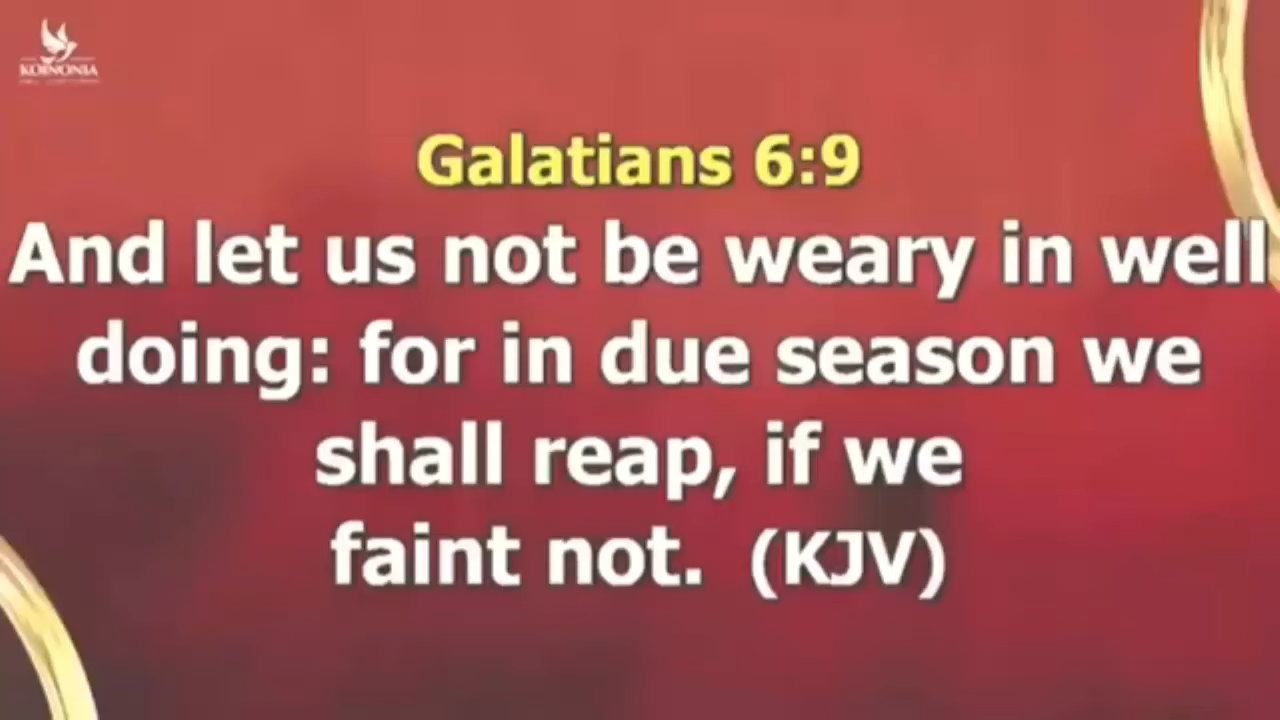 KOINONIA
Galatians 6:9
And let us not be weary in well
doing: for in due season we
shall reap, if we
faint not. (KJV)